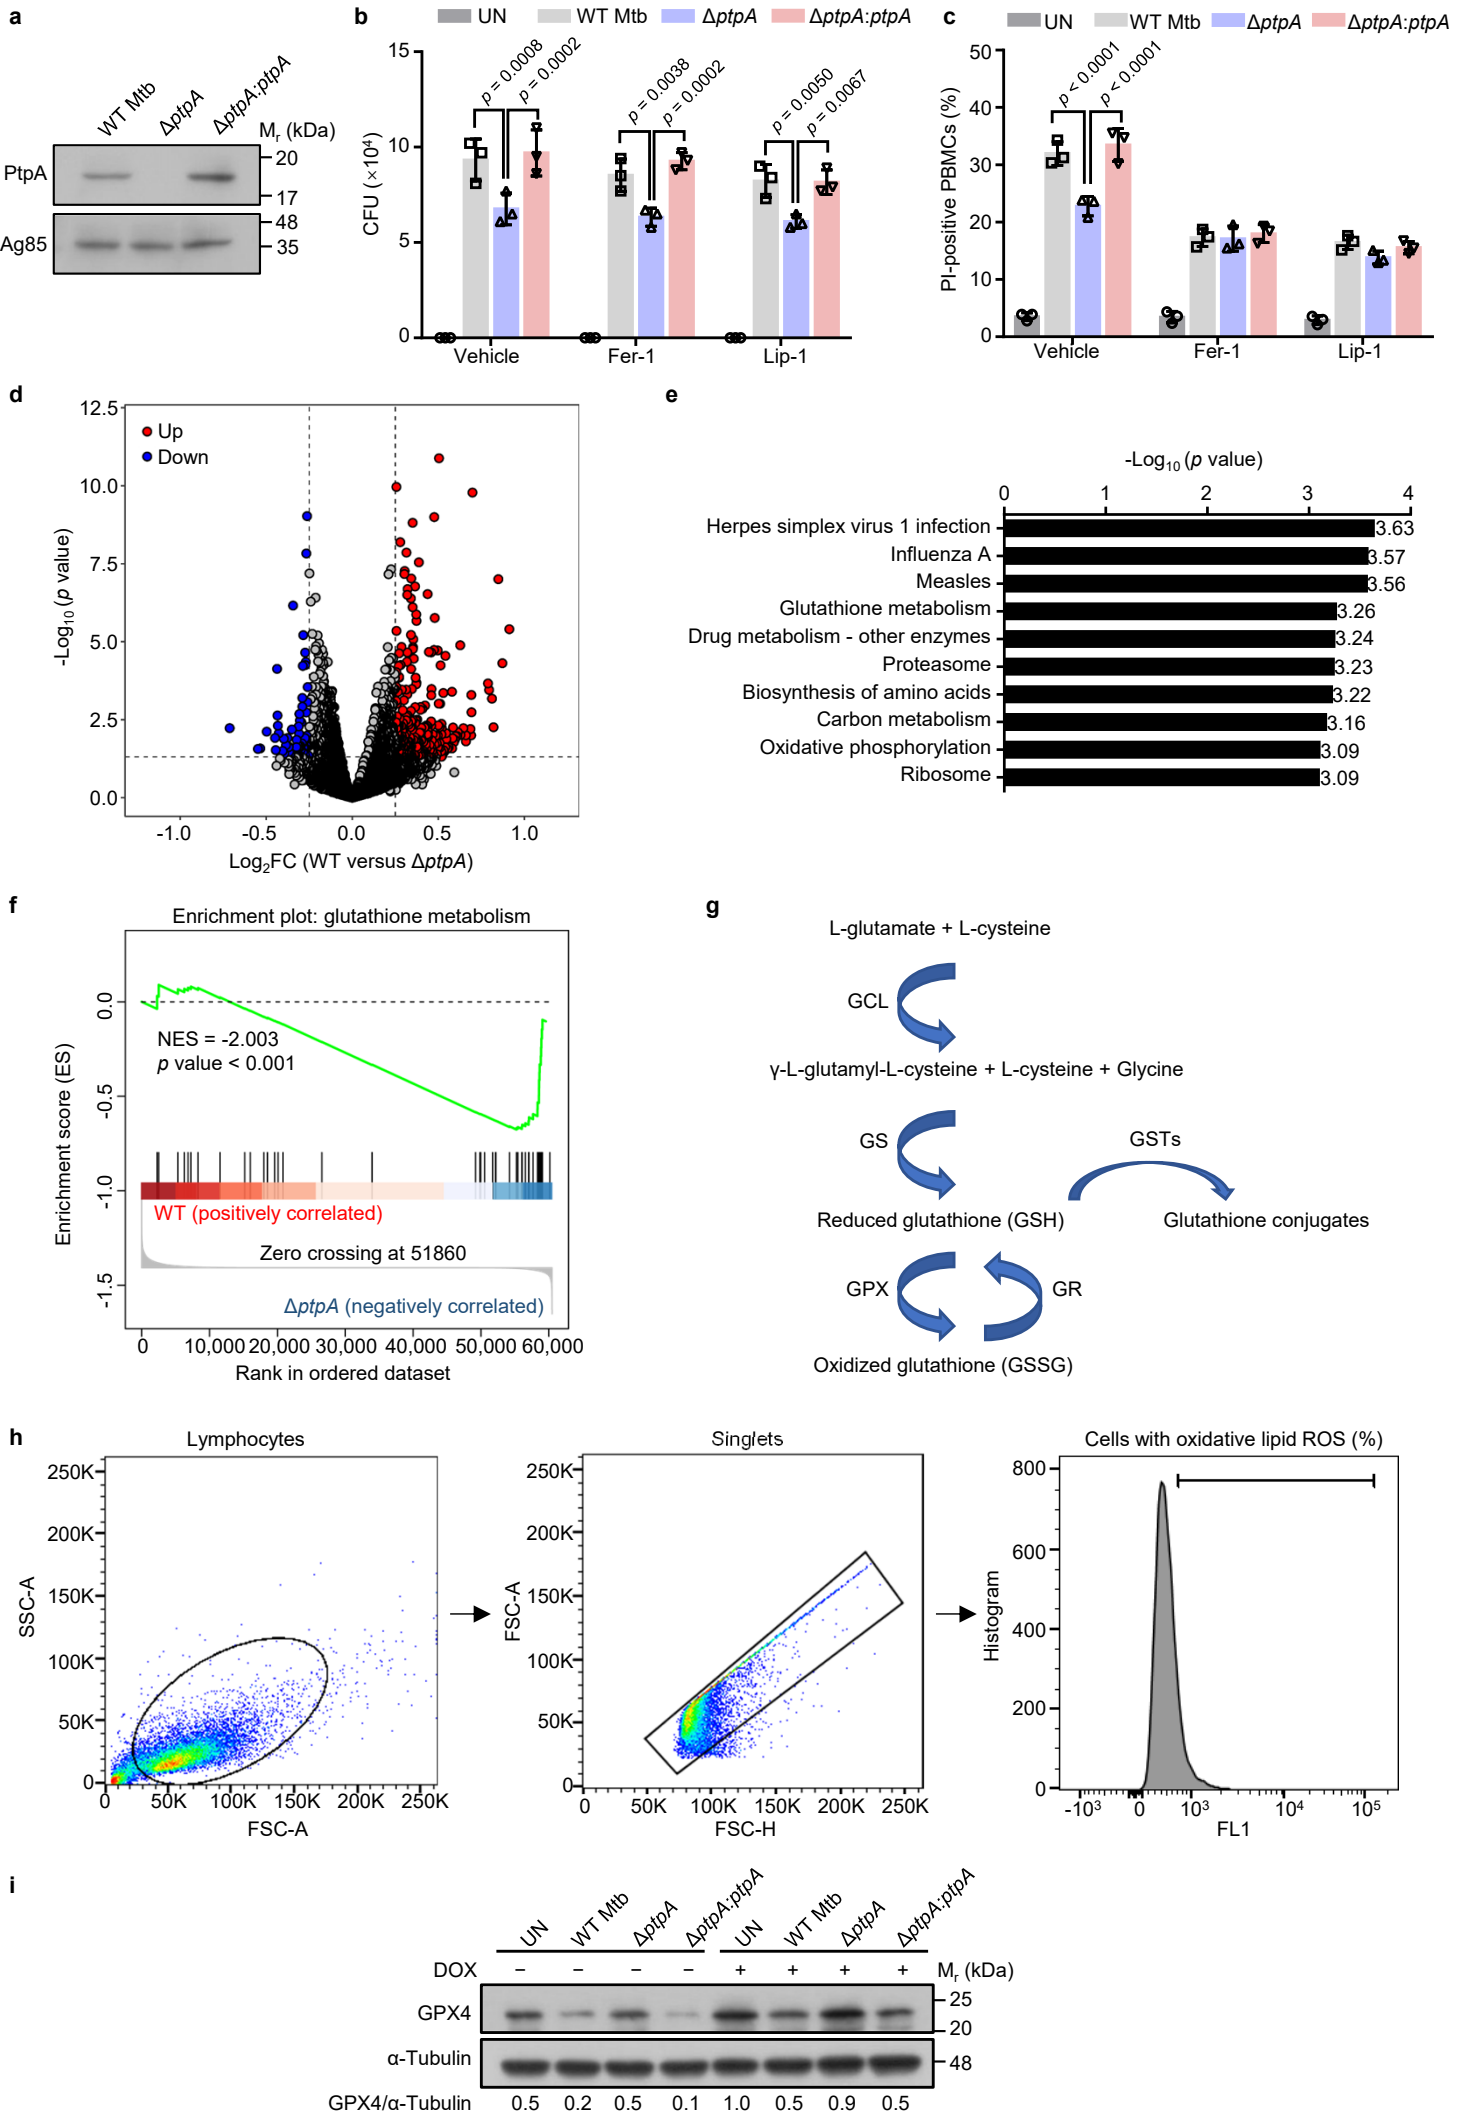 a
WT Mtb
ΔptpA
ΔptpA:ptpA
Mr (kDa)
PtpA
20
17
48
Ag85
35
b
UN
WT Mtb
ΔptpA
ΔptpA:ptpA
p = 0.0008
p = 0.0002
p = 0.0038
p = 0.0002
p = 0.0050
p = 0.0067
CFU (×10⁴)
15
10
5
0
Vehicle
Fer-1
Lip-1
c
UN
WT Mtb
ΔptpA
ΔptpA:ptpA
p < 0.0001
p < 0.0001
PI-positive PBMCs (%)
50
40
30
20
10
0
Vehicle
Fer-1
Lip-1
d
Up
Down
-Log₁₀ (p value)
12.5
10.0
7.5
5.0
2.5
0.0
-1.0
-0.5
0.0
0.5
1.0
Log₂FC (WT versus ΔptpA)
e
-Log₁₀ (p value)
0 1 2 3 4
Herpes simplex virus 1 infection 3.63
Influenza A 3.57
Measles 3.56
Glutathione metabolism 3.26
Drug metabolism - other enzymes 3.24
Proteasome 3.23
Biosynthesis of amino acids 3.22
Carbon metabolism 3.16
Oxidative phosphorylation 3.09
Ribosome 3.09
f
Enrichment plot: glutathione metabolism
Enrichment score (ES)
0.0
-0.5
-1.0
-1.5
NES = -2.003
p value < 0.001
WT (positively correlated)
Zero crossing at 51860
ΔptpA (negatively correlated)
0 10,000 20,000 30,000 40,000 50,000 60,000
Rank in ordered dataset
g
L-glutamate + L-cysteine
GCL
γ-L-glutamyl-L-cysteine + L-cysteine + Glycine
GS
GSTs
Reduced glutathione (GSH)
Glutathione conjugates
GPX
GR
Oxidized glutathione (GSSG)
h
Lymphocytes
SSC-A
250K
200K
150K
100K
50K
0
0 50K 100K 150K 200K 250K
FSC-A
Singlets
FSC-A
250K
200K
150K
100K
50K
0
0 50K 100K 150K 200K 250K
FSC-H
Cells with oxidative lipid ROS (%)
Histogram
800
600
400
200
0
-10³ 0 10³ 10⁴ 10⁵
FL1
i
UN
WT Mtb
ΔptpA
ΔptpA:ptpA
UN
WT Mtb
ΔptpA
ΔptpA:ptpA
DOX − − − − + + + + Mr (kDa)
GPX4
25
20
α-Tubulin
48
GPX4/α-Tubulin 0.5 0.2 0.5 0.1 1.0 0.5 0.9 0.5